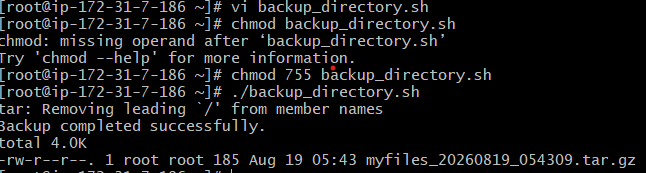 [root@ip-172-31-7-186 ~]# vi backup_directory.sh
[root@ip-172-31-7-186 ~]# chmod backup_directory.sh
chmod: missing operand after ‘backup_directory.sh’
Try 'chmod --help' for more information.
[root@ip-172-31-7-186 ~]# chmod 755 backup_directory.sh
[root@ip-172-31-7-186 ~]# ./backup_directory.sh
tar: Removing leading `/' from member names
Backup completed successfully.
total 4.0K
-rw-r--r--. 1 root root 185 Aug 19 05:43 myfiles_20260819_054309.tar.gz
[root@ip-172-31-7-186 ~]#